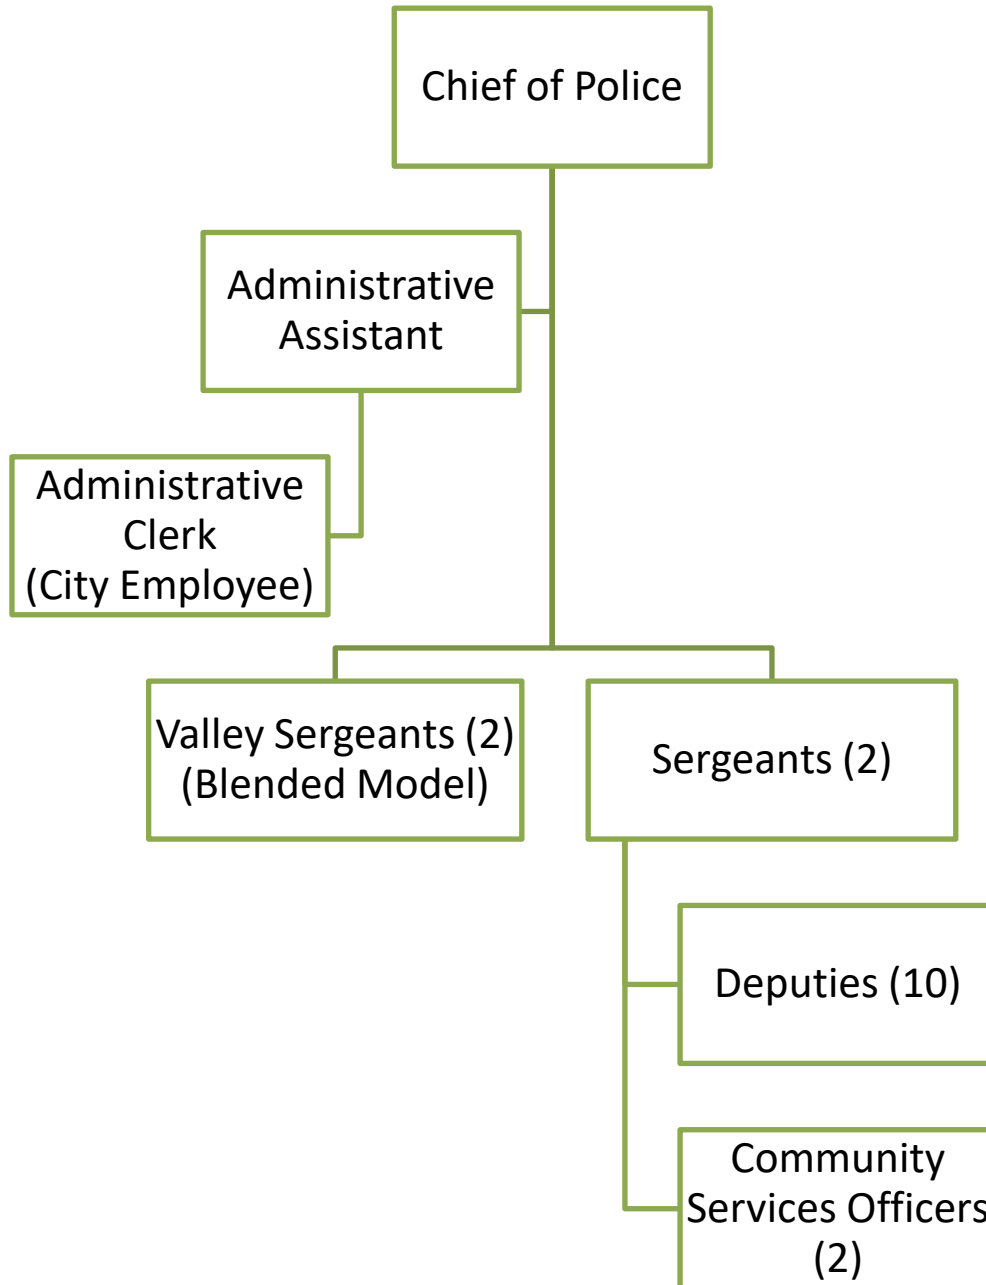 Chief of Police
Administrative
Assistant
Administrative
Clerk
(City Employee)
Valley Sergeants (2)
(Blended Model)
Sergeants (2)
Deputies (10)
Community
Services Officers
(2)